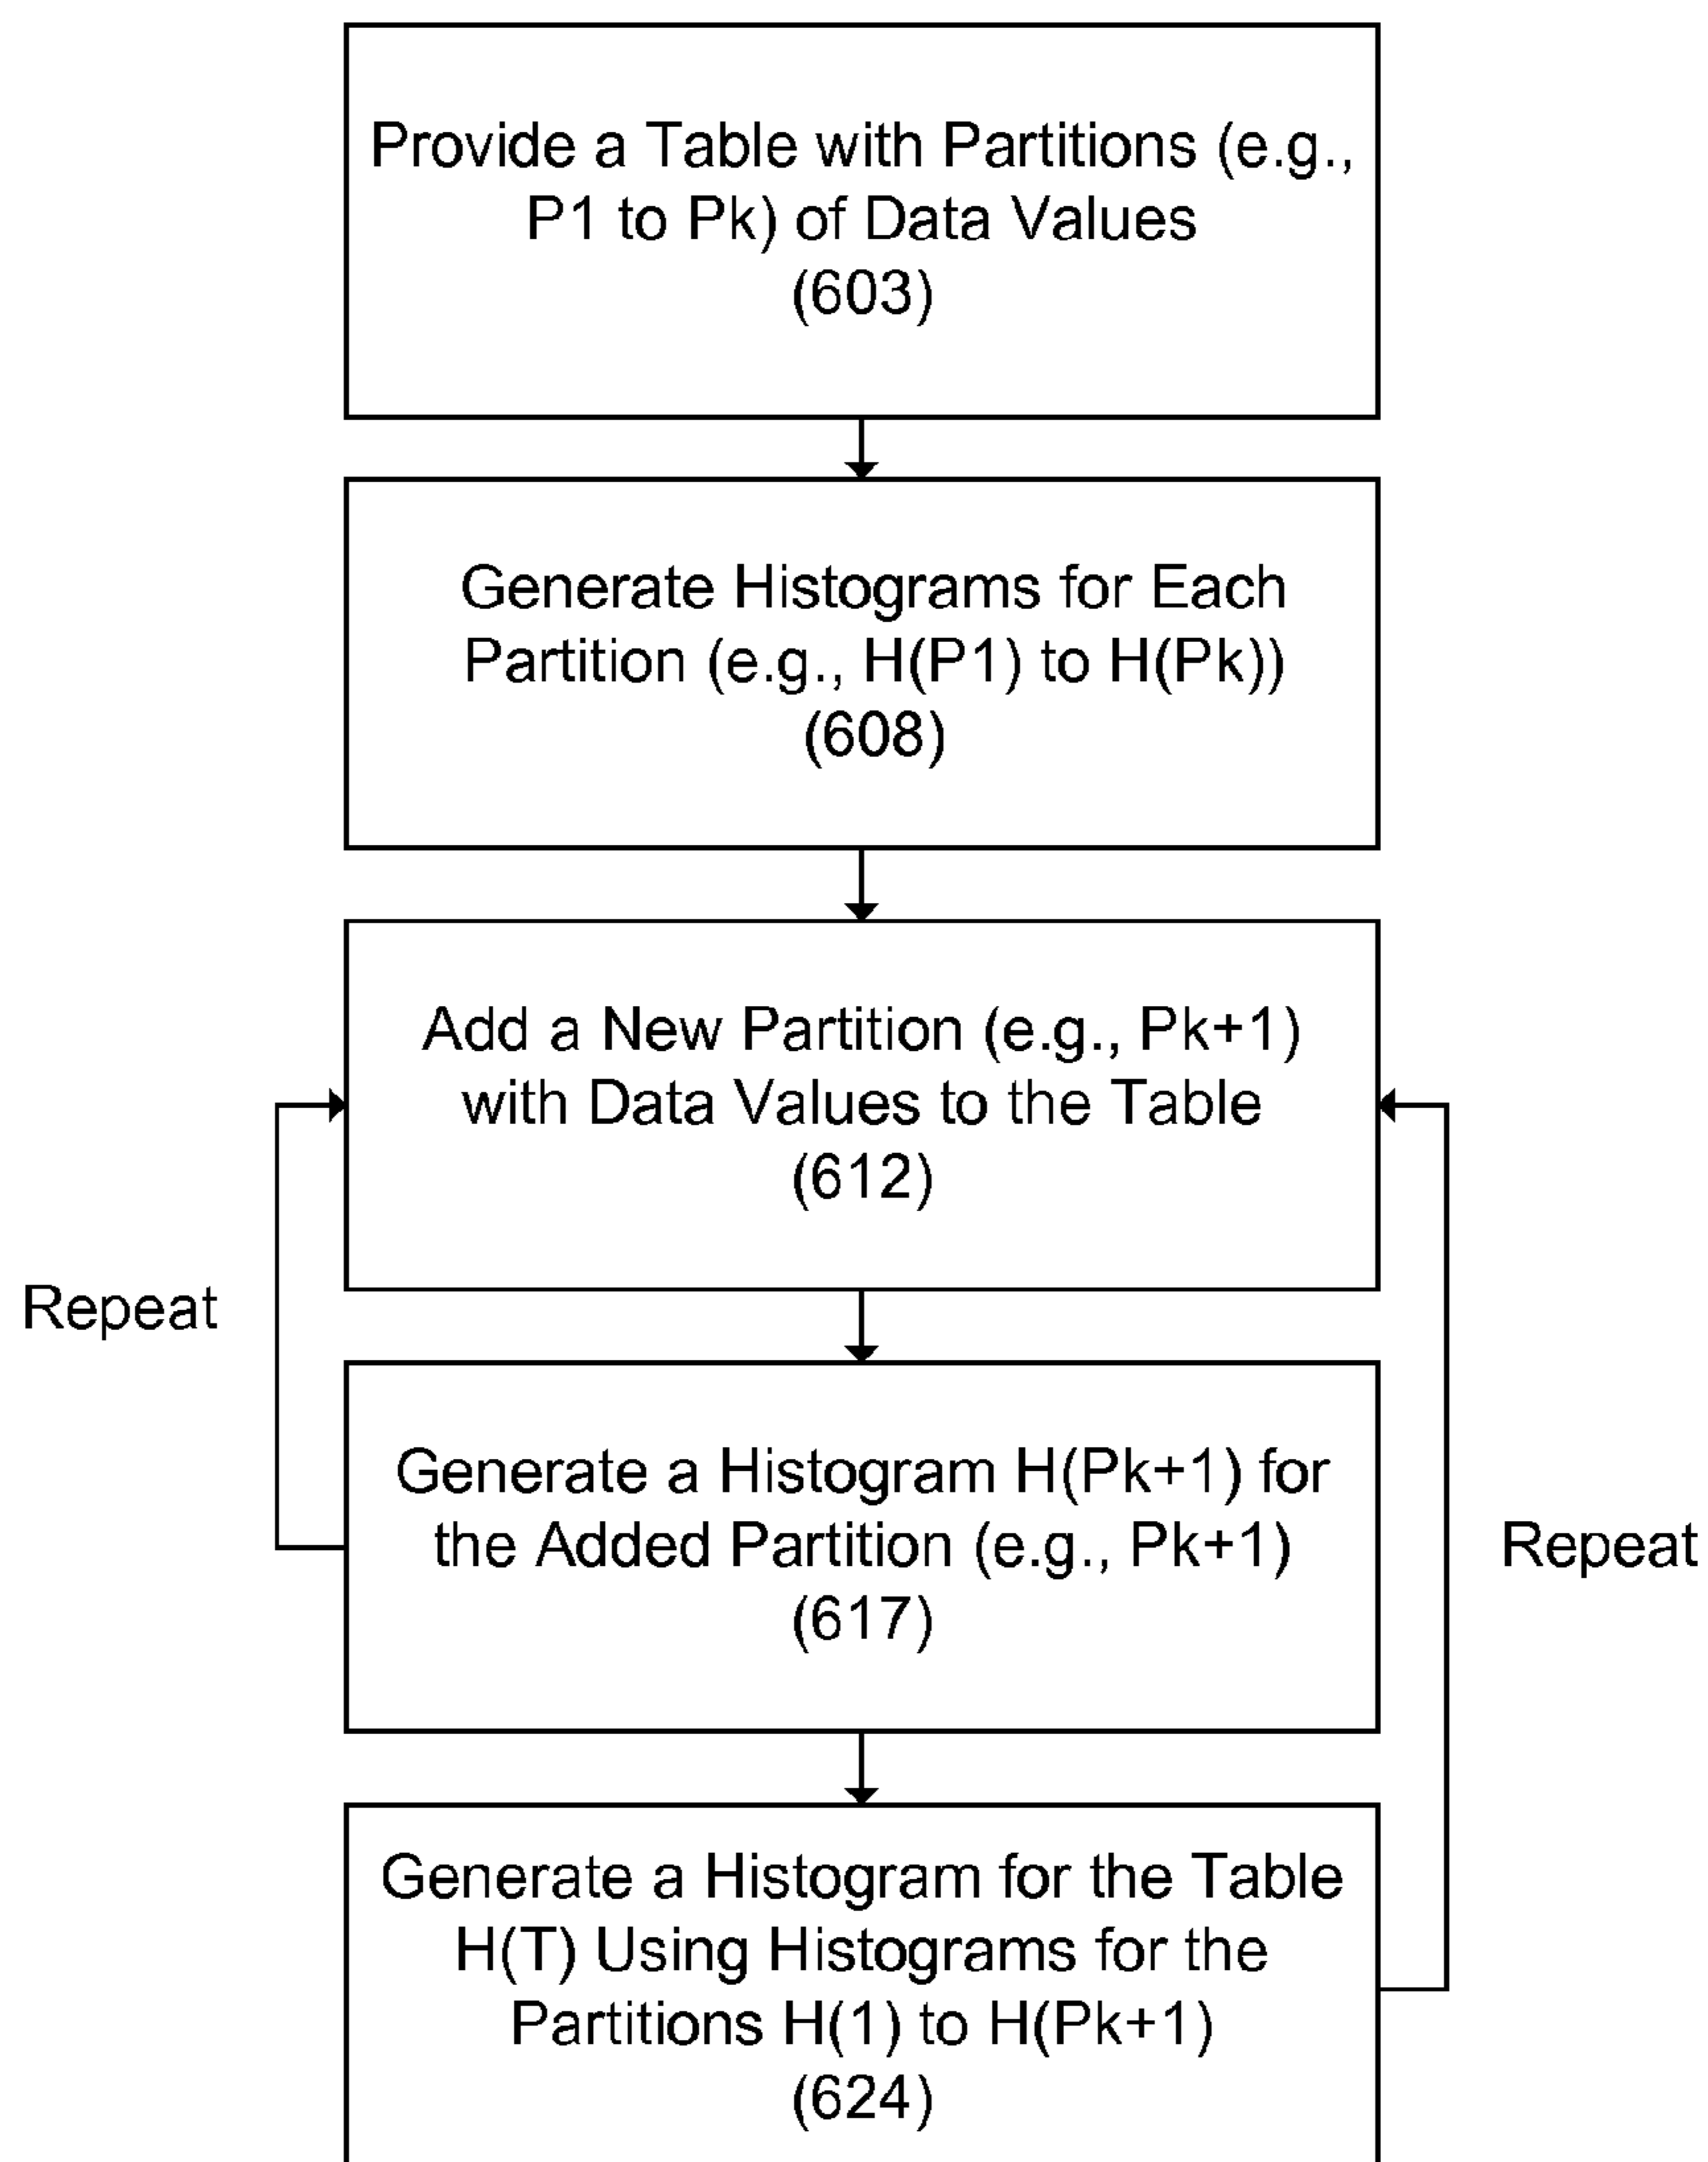 Provide a Table with Partitions (e.g.,
P1 to Pk) of Data Values
(603)
Generate Histograms for Each
Partition (e.g., H(P1) to H(Pk))
(608)
Add a New Partition (e.g., Pk+1)
with Data Values to the Table
(612)
Repeat
Generate a Histogram H(Pk+1) for
the Added Partition (e.g., Pk+1)
(617)
Repeat
Generate a Histogram for the Table
H(T) Using Histograms for the
Partitions H(1) to H(Pk+1)
(624)